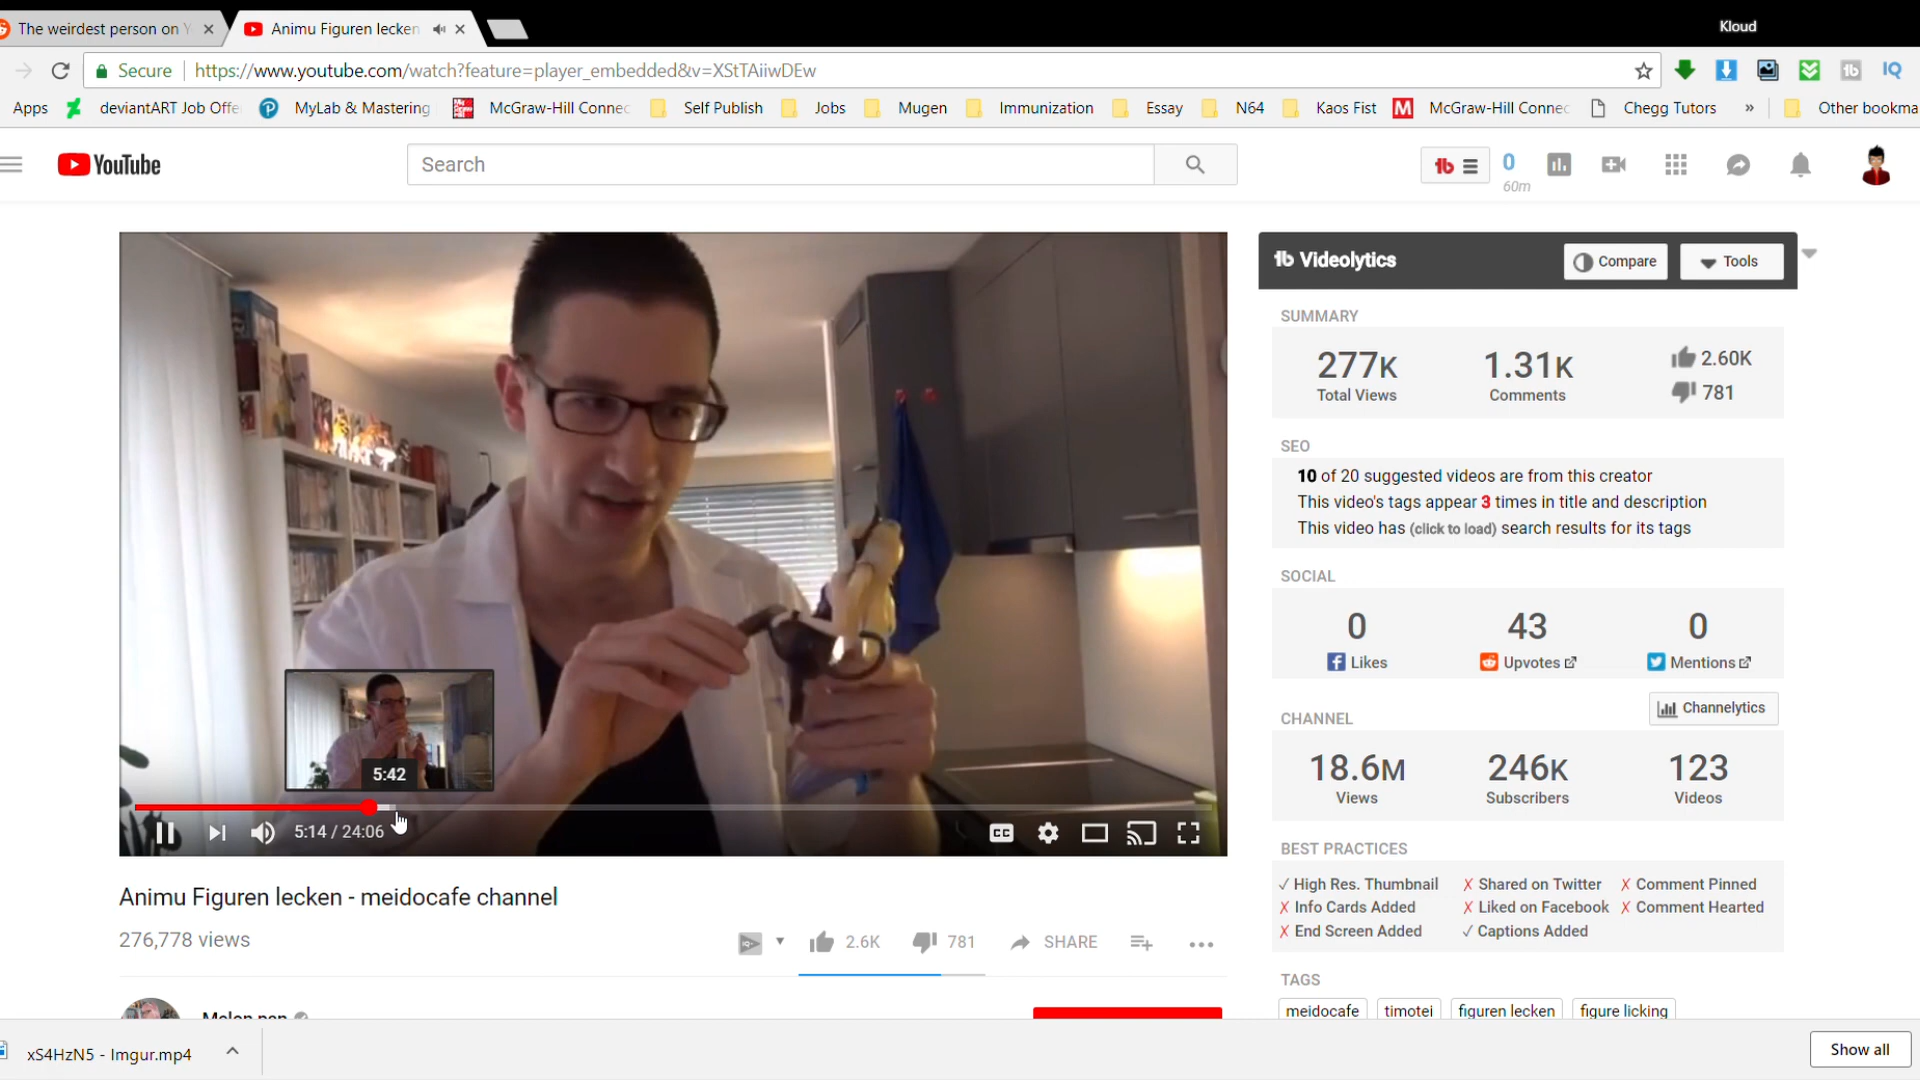 The weirdest person on Y
Animu Figuren lecken
Kloud
Secure
https://www.youtube.com/watch?feature=player_embedded&v=XStTAiiwDEw
Apps
deviantART Job Offe
MyLab & Mastering
McGraw-Hill Connec
Self Publish
Jobs
Mugen
Immunization
Essay
N64
Kaos Fist
McGraw-Hill Connec
Chegg Tutors
»
Other bookma
YouTube
Search
0
60m
Videolytics
Compare
Tools
SUMMARY
277K
1.31K
2.60K
Total Views
Comments
781
SEO
10 of 20 suggested videos are from this creator
This video's tags appear 3 times in title and description
This video has (click to load) search results for its tags
SOCIAL
0
43
0
Likes
Upvotes
Mentions
CHANNEL
Channelytics
18.6M
246K
123
Views
Subscribers
Videos
BEST PRACTICES
✓ High Res. Thumbnail
✗ Shared on Twitter
✗ Comment Pinned
✗ Info Cards Added
✗ Liked on Facebook
✗ Comment Hearted
✗ End Screen Added
✓ Captions Added
TAGS
meidocafe
timotei
figuren lecken
figure licking
5:42
5:14 / 24:06
CC
Animu Figuren lecken - meidocafe channel
276,778 views
2.6K
781
SHARE
Melon pan
xS4HzN5 - Imgur.mp4
Show all